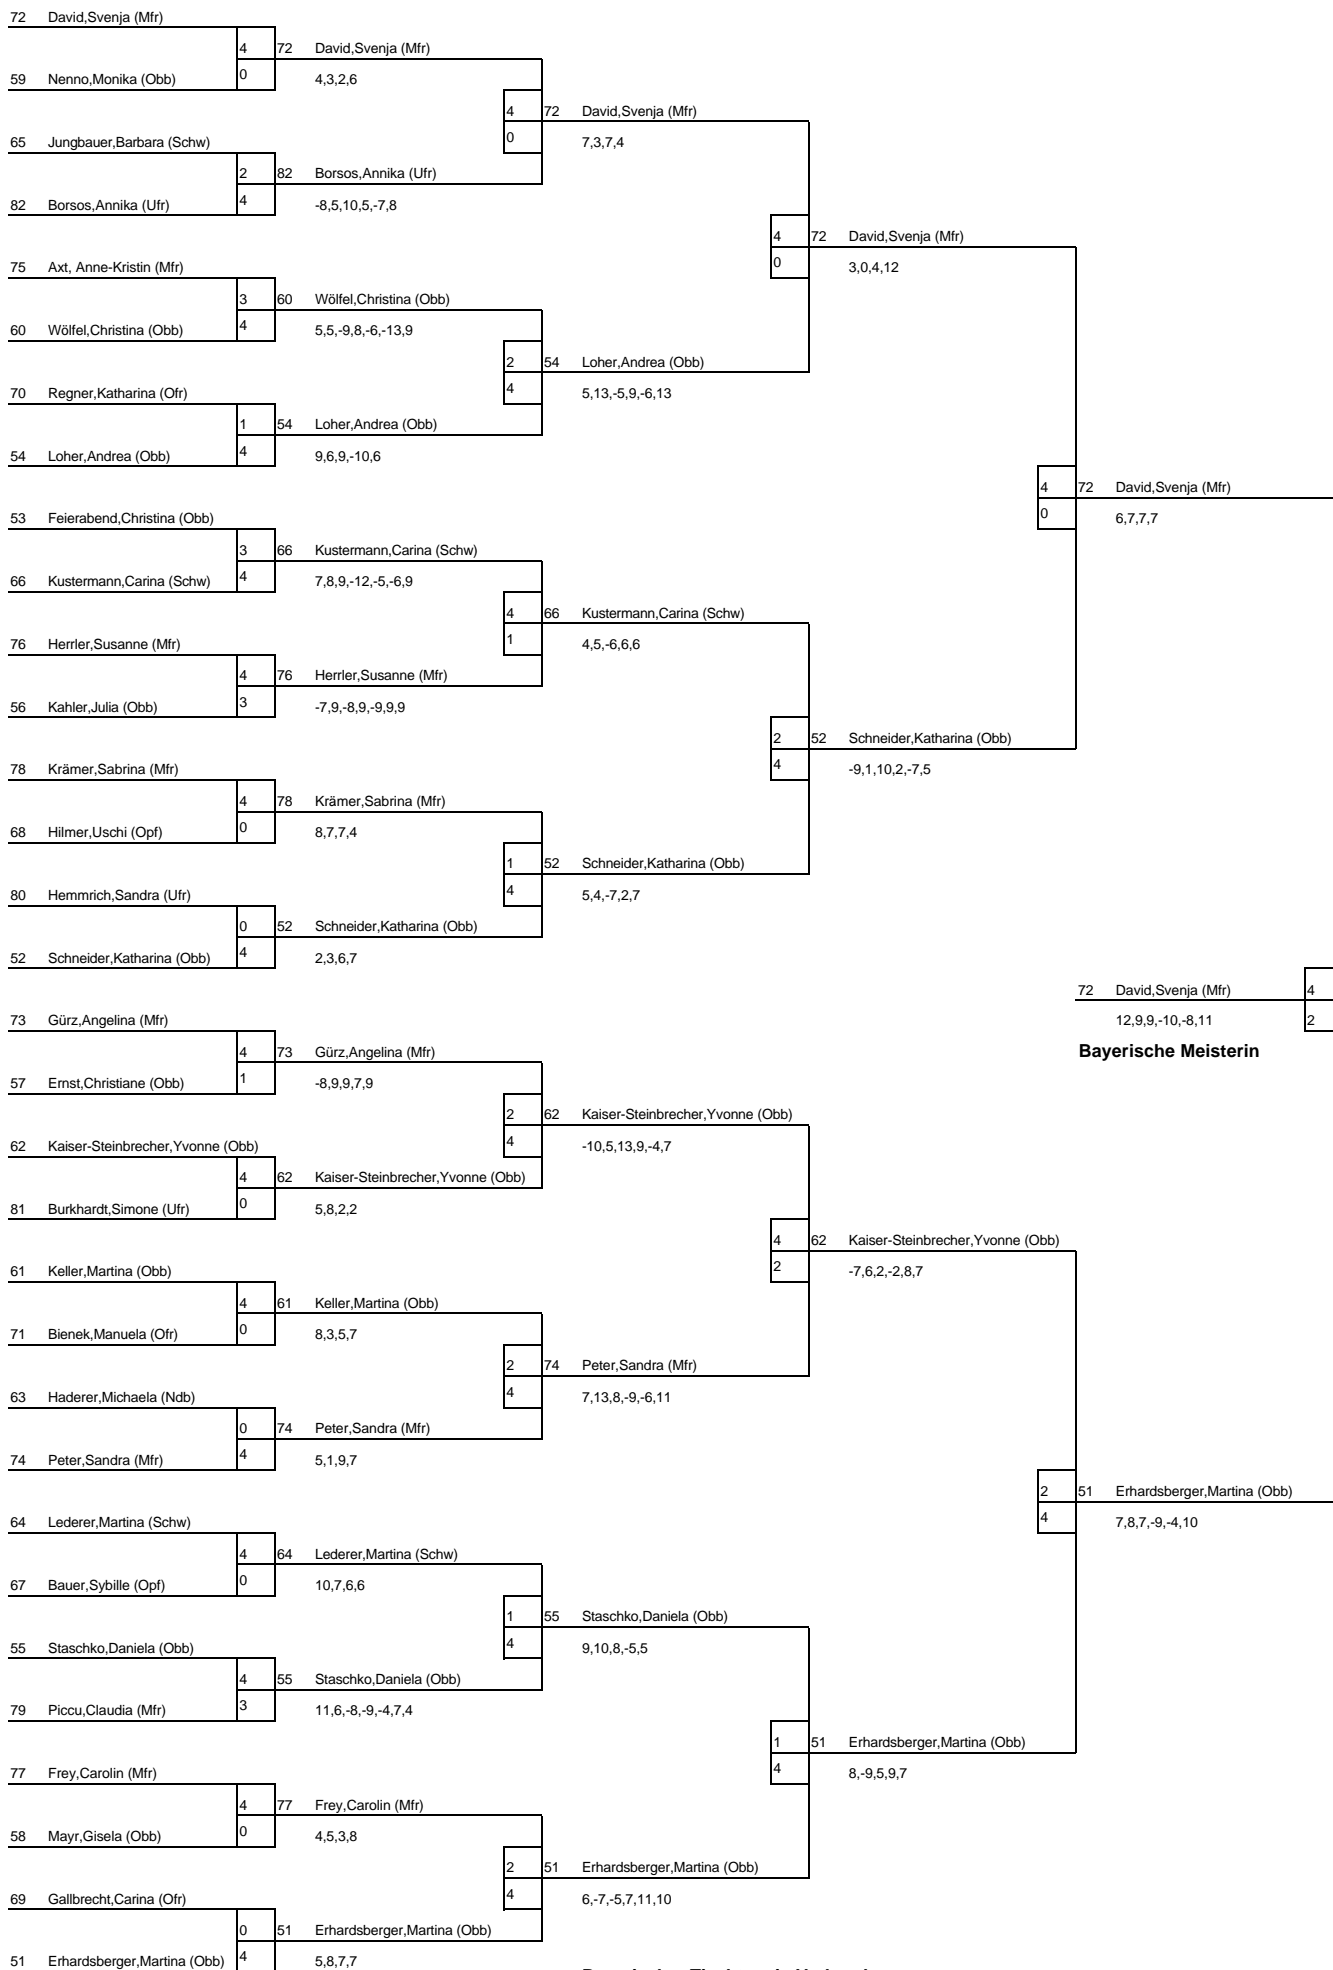 72 David,Svenja (Mfr)
4 72 David,Svenja (Mfr)
59 Nenno,Monika (Obb) 0 4,3,2,6
4 72 David,Svenja (Mfr)
65 Jungbauer,Barbara (Schw) 0 7,3,7,4
2 82 Borsos,Annika (Ufr)
82 Borsos,Annika (Ufr) 4 -8,5,10,5,-7,8
4 72 David,Svenja (Mfr)
75 Axt, Anne-Kristin (Mfr) 0 3,0,4,12
3 60 Wölfel,Christina (Obb)
60 Wölfel,Christina (Obb) 4 5,5,-9,8,-6,-13,9
2 54 Loher,Andrea (Obb)
70 Regner,Katharina (Ofr) 4 5,13,-5,9,-6,13
1 54 Loher,Andrea (Obb)
54 Loher,Andrea (Obb) 4 9,6,9,-10,6
4 72 David,Svenja (Mfr)
53 Feierabend,Christina (Obb) 0 6,7,7,7
3 66 Kustermann,Carina (Schw)
66 Kustermann,Carina (Schw) 4 7,8,9,-12,-5,-6,9
4 66 Kustermann,Carina (Schw)
76 Herrler,Susanne (Mfr) 1 4,5,-6,6,6
4 76 Herrler,Susanne (Mfr)
56 Kahler,Julia (Obb) 3 -7,9,-8,9,-9,9,9
2 52 Schneider,Katharina (Obb)
78 Krämer,Sabrina (Mfr) 4 -9,1,10,2,-7,5
4 78 Krämer,Sabrina (Mfr)
68 Hilmer,Uschi (Opf) 0 8,7,7,4
1 52 Schneider,Katharina (Obb)
80 Hemmrich,Sandra (Ufr) 4 5,4,-7,2,7
0 52 Schneider,Katharina (Obb)
52 Schneider,Katharina (Obb) 4 2,3,6,7
72 David,Svenja (Mfr) 4
73 Gürz,Angelina (Mfr) 12,9,9,-10,-8,11 2
4 73 Gürz,Angelina (Mfr) Bayerische Meisterin
57 Ernst,Christiane (Obb) 1 -8,9,9,7,9
2 62 Kaiser-Steinbrecher,Yvonne (Obb)
62 Kaiser-Steinbrecher,Yvonne (Obb) 4 -10,5,13,9,-4,7
4 62 Kaiser-Steinbrecher,Yvonne (Obb)
81 Burkhardt,Simone (Ufr) 0 5,8,2,2
4 62 Kaiser-Steinbrecher,Yvonne (Obb)
61 Keller,Martina (Obb) 2 -7,6,2,-2,8,7
4 61 Keller,Martina (Obb)
71 Bienek,Manuela (Ofr) 0 8,3,5,7
2 74 Peter,Sandra (Mfr)
63 Haderer,Michaela (Ndb) 4 7,13,8,-9,-6,11
0 74 Peter,Sandra (Mfr)
74 Peter,Sandra (Mfr) 4 5,1,9,7
2 51 Erhardsberger,Martina (Obb)
64 Lederer,Martina (Schw) 4 7,8,7,-9,-4,10
4 64 Lederer,Martina (Schw)
67 Bauer,Sybille (Opf) 0 10,7,6,6
1 55 Staschko,Daniela (Obb)
55 Staschko,Daniela (Obb) 4 9,10,8,-5,5
4 55 Staschko,Daniela (Obb)
79 Piccu,Claudia (Mfr) 3 11,6,-8,-9,-4,7,4
1 51 Erhardsberger,Martina (Obb)
77 Frey,Carolin (Mfr) 4 8,-9,5,9,7
4 77 Frey,Carolin (Mfr)
58 Mayr,Gisela (Obb) 0 4,5,3,8
2 51 Erhardsberger,Martina (Obb)
69 Gallbrecht,Carina (Ofr) 4 6,-7,-5,7,11,10
0 51 Erhardsberger,Martina (Obb)
51 Erhardsberger,Martina (Obb) 4 5,8,7,7